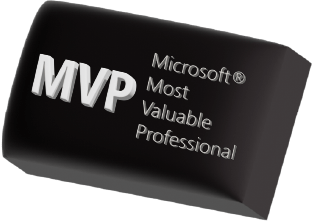 MVP
Microsoft®
Most
Valuable
Professional